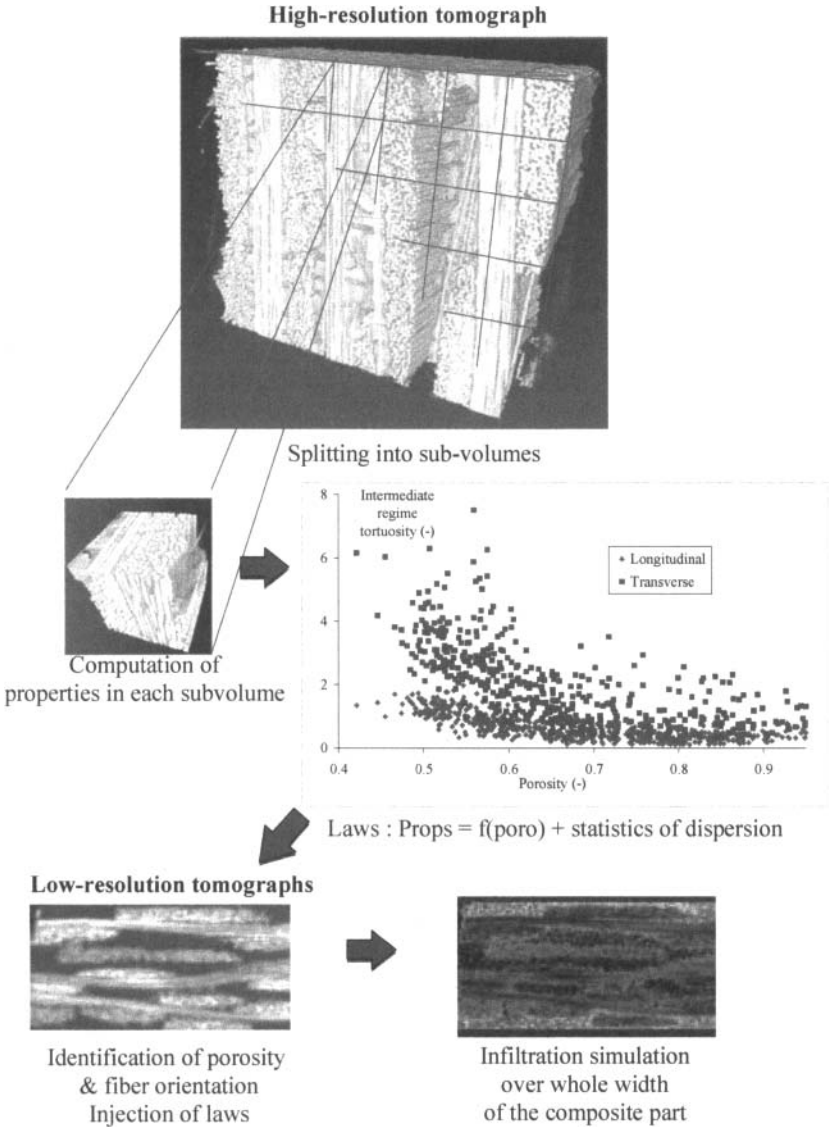 High-resolution tomograph
Splitting into sub-volumes
Computation of
properties in each subvolume
8
6
4
2
0
Intermediate
regime
tortuosity (-)
Longitudinal
Transverse
0.4 0.5 0.6 0.7 0.8 0.9
Porosity (-)
Laws : Props = f(poro) + statistics of dispersion
Low-resolution tomographs
Identification of porosity
& fiber orientation
Injection of laws
Infiltration simulation
over whole width
of the composite part